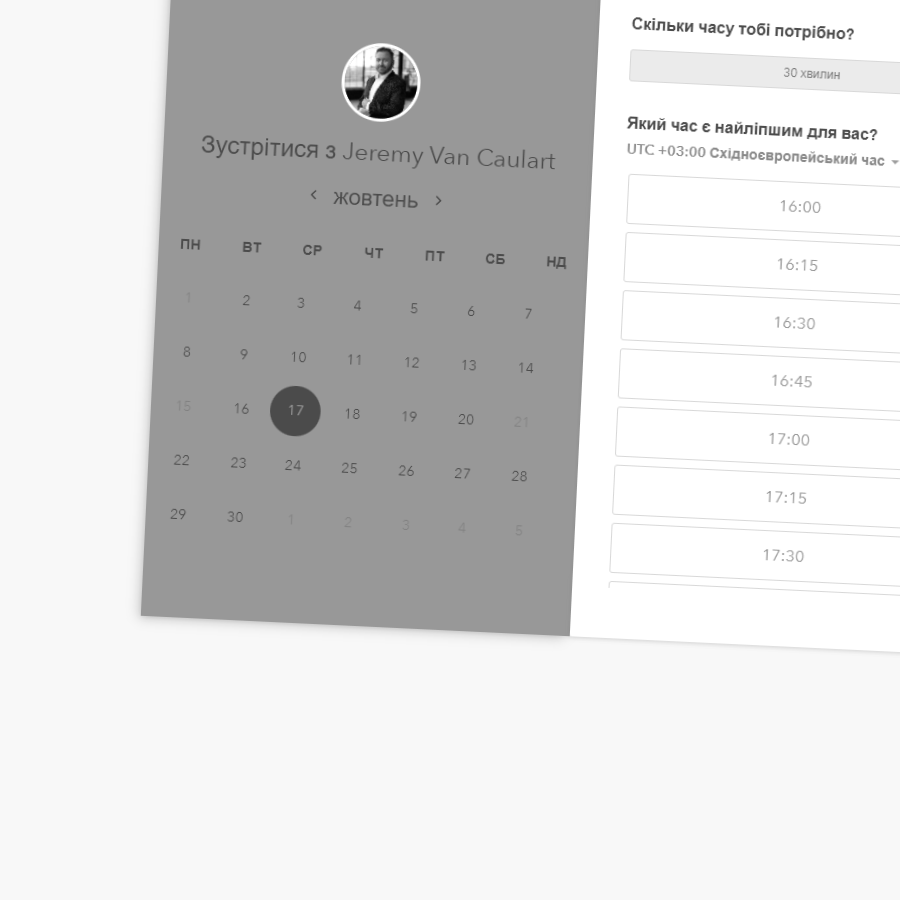 Зустрітися з Jeremy Van Caulart
жовтень
ПН ВТ СР ЧТ ПТ СБ НД
1 2 3 4 5 6 7
8 9 10 11 12 13 14
15 16 17 18 19 20 21
22 23 24 25 26 27 28
29 30 1 2 3 4 5
Скільки часу тобі потрібно?
30 хвилин
Який час є найліпшим для вас?
UTC +03:00 Східноєвропейський час
16:00
16:15
16:30
16:45
17:00
17:15
17:30